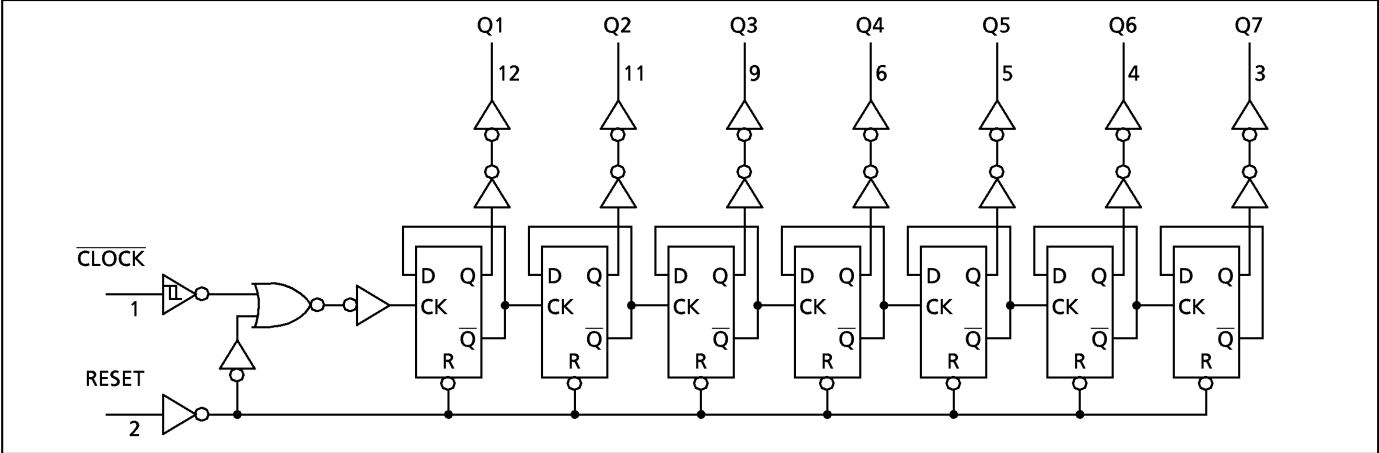 Q1 Q2 Q3 Q4 Q5 Q6 Q7
12 11 9 6 5 4 3
C̅L̅O̅C̅K̅
1
RESET
2
D Q D Q D Q D Q D Q D Q D Q
CK CK CK CK CK CK CK
Q̅ Q̅ Q̅ Q̅ Q̅ Q̅ Q̅
R R R R R R R